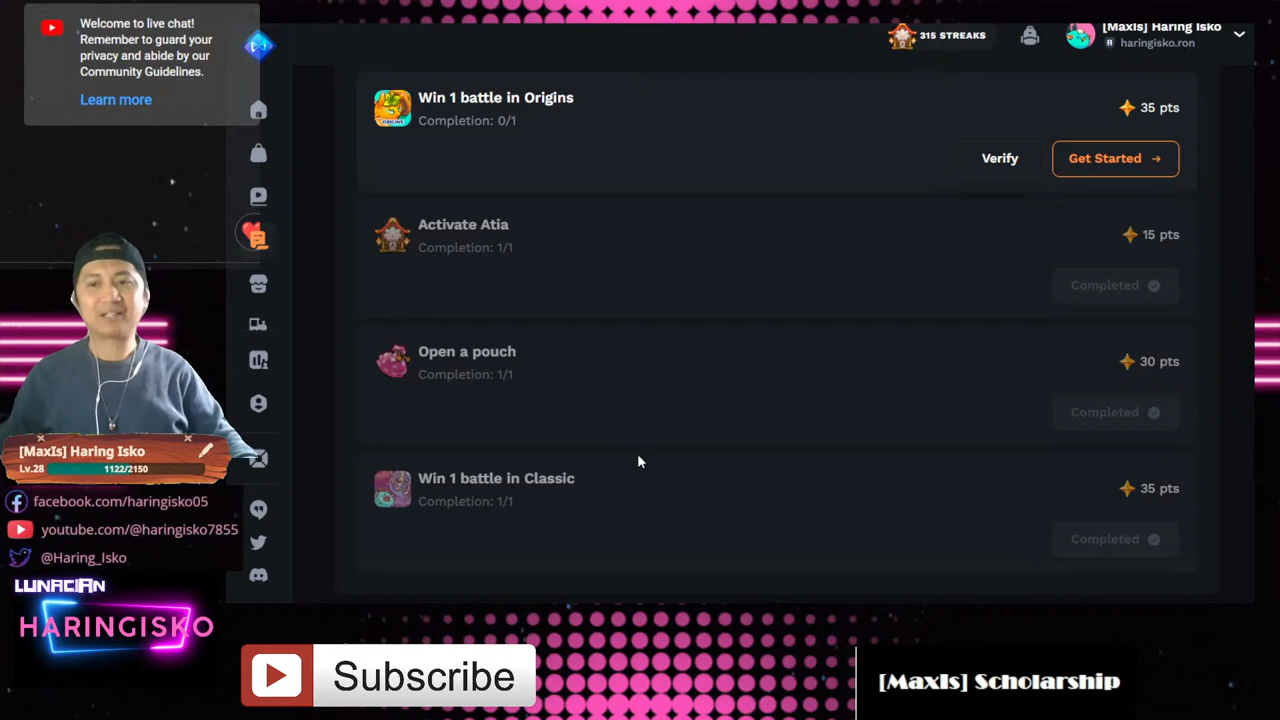 Welcome to live chat!
Remember to guard your
privacy and abide by our
Community Guidelines.
Learn more
315 STREAKS
[MaxIs] Haring Isko
haringisko.ron
Win 1 battle in Origins
Completion: 0/1
35 pts
Verify
Get Started →
ORIGINS
Activate Atia
Completion: 1/1
15 pts
Completed
Open a pouch
Completion: 1/1
30 pts
Completed
Win 1 battle in Classic
Completion: 1/1
35 pts
Completed
[MaxIs] Haring Isko
Lv.28
1122/2150
facebook.com/haringisko05
youtube.com/@haringisko7855
@Haring_Isko
LUNACIAN
HARINGISKO
Subscribe
[MaxIs] Scholarship